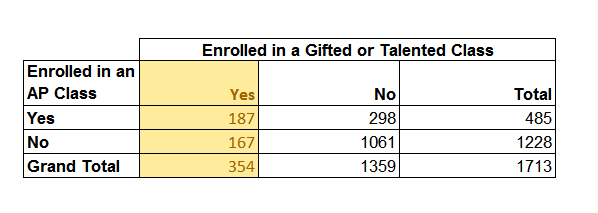 Enrolled in a Gifted or Talented Class
Enrolled in an
AP Class Yes No Total
Yes 187 298 485
No 167 1061 1228
Grand Total 354 1359 1713